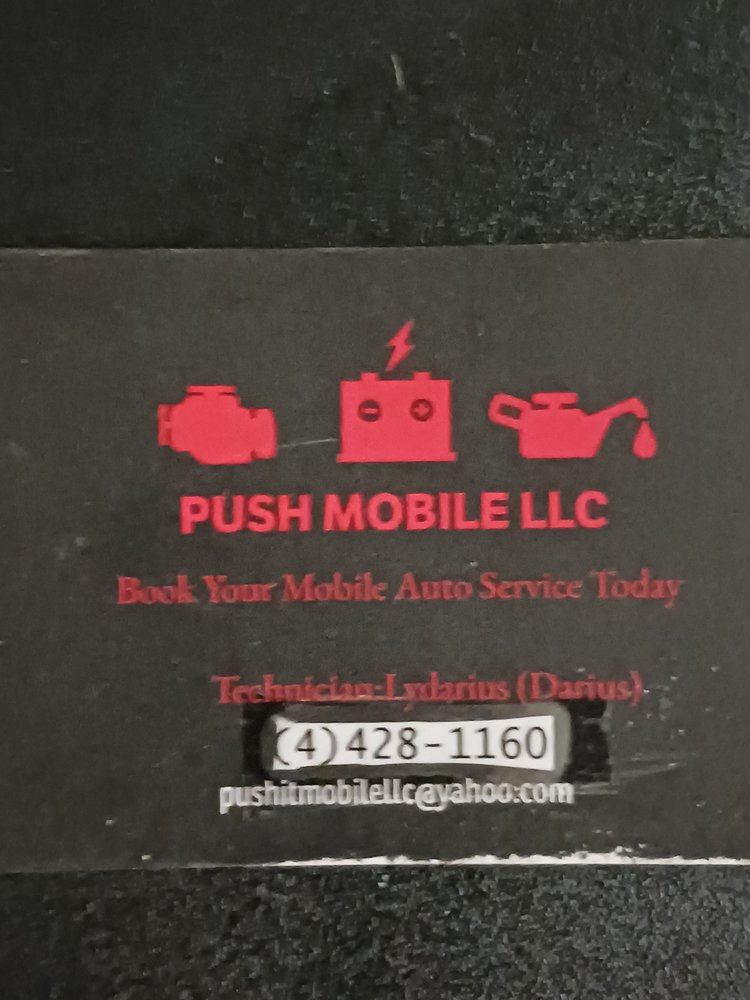 PUSH MOBILE LLC
Book Your Mobile Auto Service Today
Technician-Lydarius (Darius)
(4)428-1160
pushitmobilellc@yahoo.com